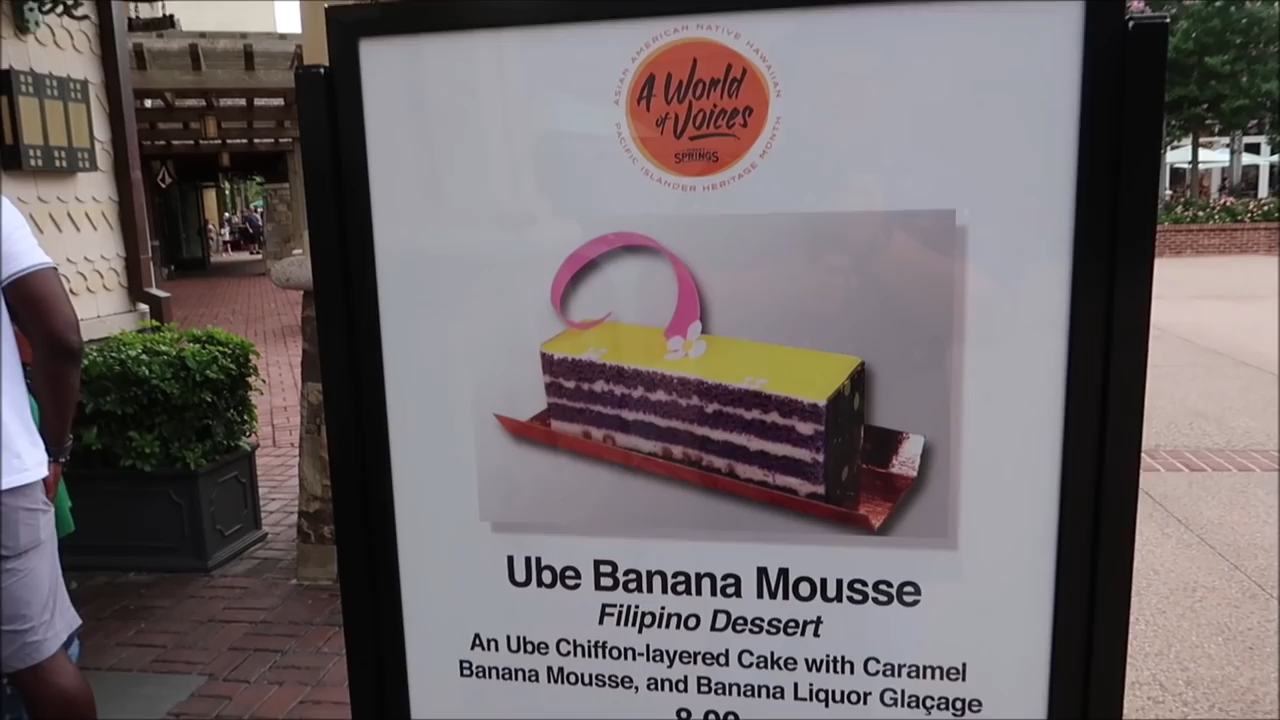 ASIAN AMERICAN NATIVE HAWAIIAN
PACIFIC ISLANDER HERITAGE MONTH
A World
of Voices
DISNEY
SPRINGS
Ube Banana Mousse
Filipino Dessert
An Ube Chiffon-layered Cake with Caramel
Banana Mousse, and Banana Liquor Glaçage